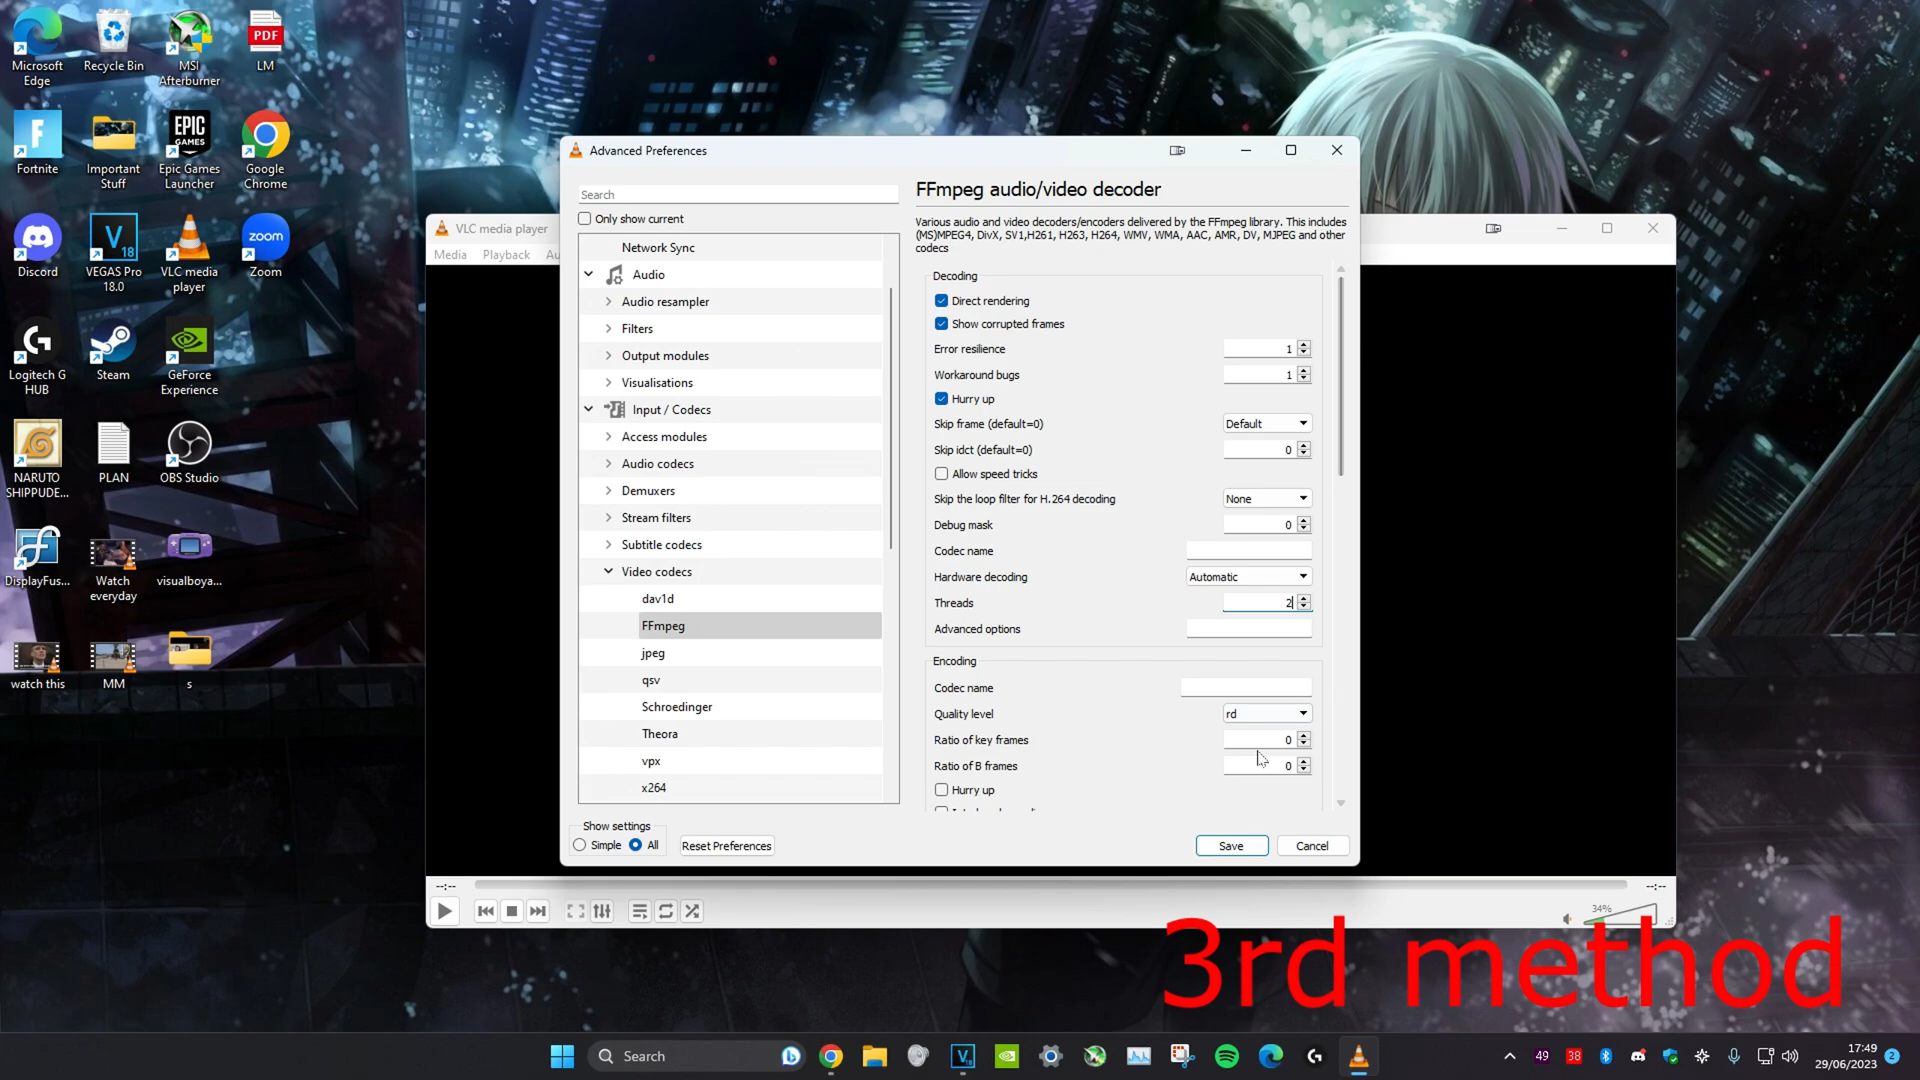 Microsoft
Edge
Recycle Bin
MSI
Afterburner
PDF
LM
Fortnite
Important
Stuff
EPIC
GAMES
Epic Games
Launcher
Google
Chrome
Discord
V
18
VEGAS Pro
18.0
VLC media
player
zoom
Zoom
Logitech G
HUB
Steam
GeForce
Experience
NARUTO
SHIPPUDE...
PLAN
OBS Studio
DisplayFus...
Watch
everyday
visualboya...
watch this
MM
s
VLC media player
Media
Playback
Au
Advanced Preferences
Search
Only show current
Network Sync
Audio
Audio resampler
Filters
Output modules
Visualisations
Input / Codecs
Access modules
Audio codecs
Demuxers
Stream filters
Subtitle codecs
Video codecs
dav1d
FFmpeg
jpeg
qsv
Schroedinger
Theora
vpx
x264
Show settings
Simple
All
Reset Preferences
FFmpeg audio/video decoder
Various audio and video decoders/encoders delivered by the FFmpeg library. This includes
(MS)MPEG4, DivX, SV1,H261, H263, H264, WMV, WMA, AAC, AMR, DV, MJPEG and other
codecs
Decoding
Direct rendering
Show corrupted frames
Error resilience 1
Workaround bugs 1
Hurry up
Skip frame (default=0) Default
Skip idct (default=0) 0
Allow speed tricks
Skip the loop filter for H.264 decoding None
Debug mask 0
Codec name
Hardware decoding Automatic
Threads 2
Advanced options
Encoding
Codec name
Quality level rd
Ratio of key frames 0
Ratio of B frames 0
Hurry up
Save
Cancel
--:--
--:--
34%
3rd method
Search
49
38
17:49
29/06/2023
2